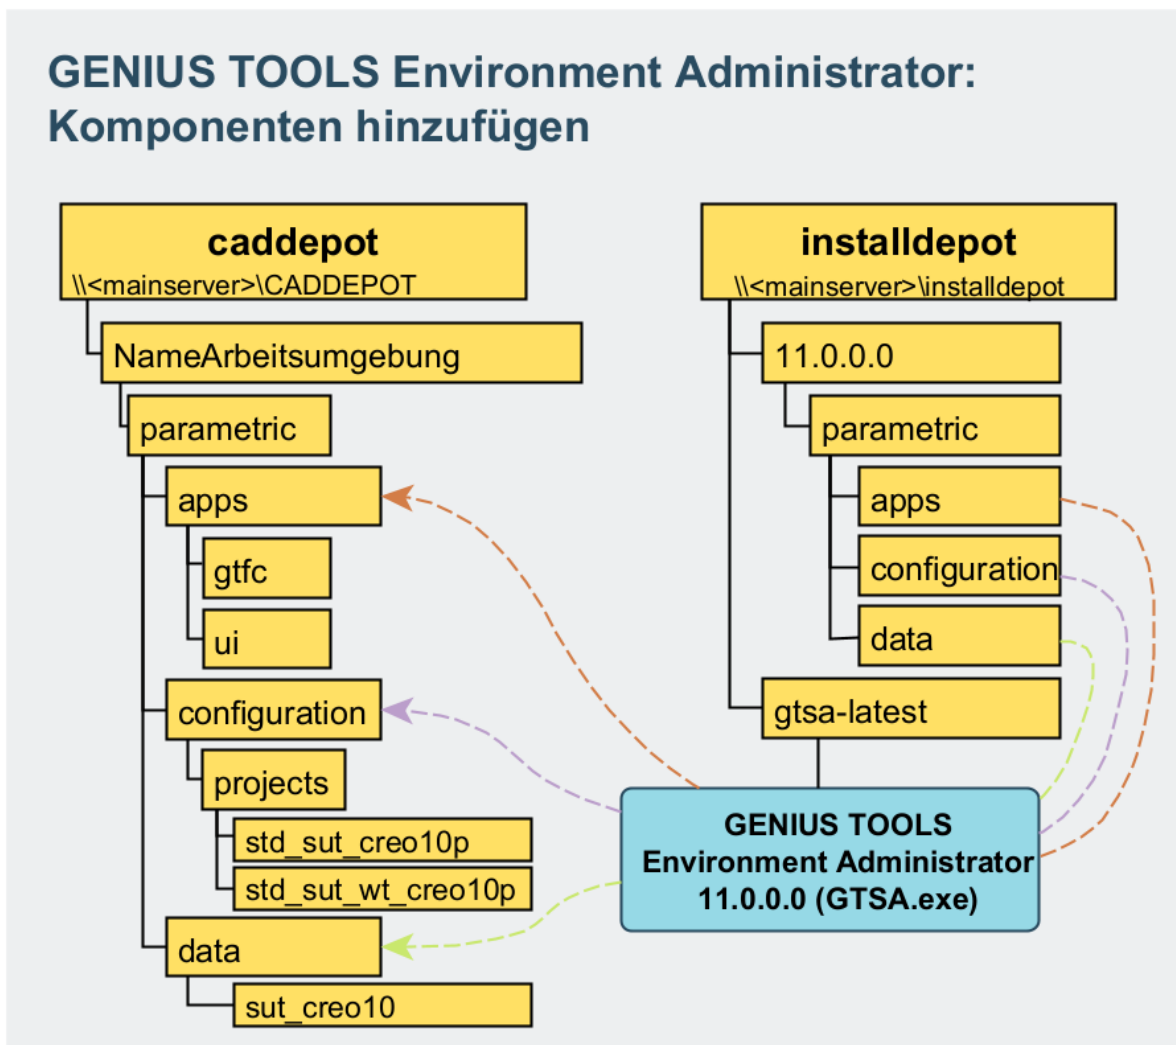 GENIUS TOOLS Environment Administrator:
Komponenten hinzufügen
caddepot
\\<mainserver>\CADDEPOT
NameArbeitsumgebung
parametric
apps
gtfc
ui
configuration
projects
std_sut_creo10p
std_sut_wt_creo10p
data
sut_creo10
installdepot
\\<mainserver>\installdepot
11.0.0.0
parametric
apps
configuration
data
gtsa-latest
GENIUS TOOLS
Environment Administrator
11.0.0.0 (GTSA.exe)